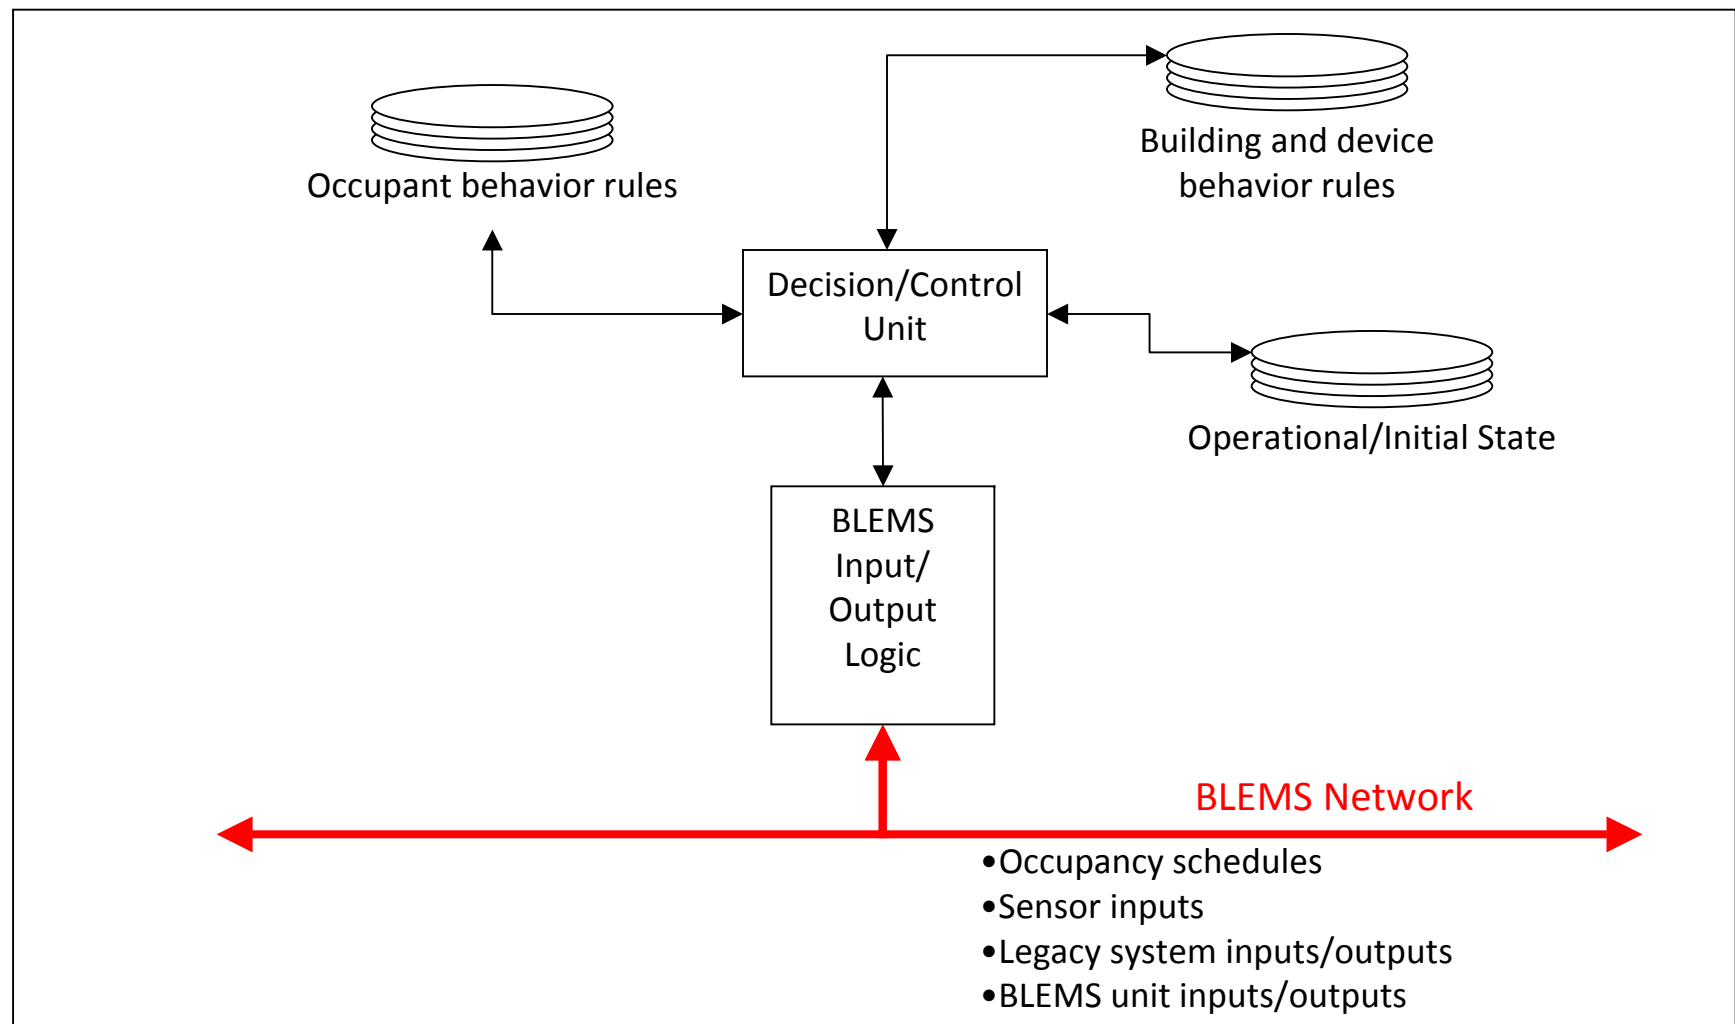 Occupant behavior rules
Building and device
behavior rules
Decision/Control
Unit
Operational/Initial State
BLEMS
Input/
Output
Logic
BLEMS Network
•Occupancy schedules
•Sensor inputs
•Legacy system inputs/outputs
•BLEMS unit inputs/outputs